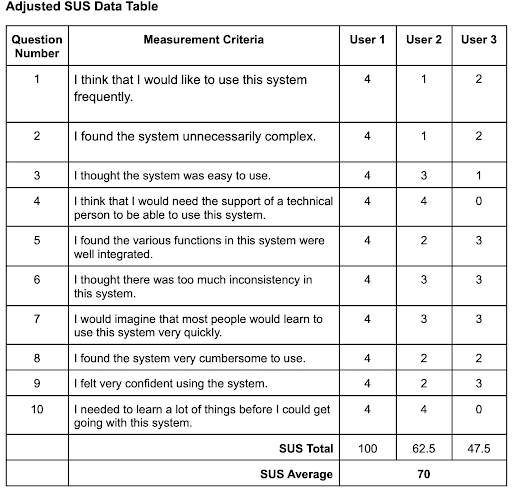 Adjusted SUS Data Table
Question Number Measurement Criteria User 1 User 2 User 3
1 I think that I would like to use this system 4 1 2
frequently.
2 I found the system unnecessarily complex. 4 1 2
3 I thought the system was easy to use. 4 3 1
4 I think that I would need the support of a technical 4 4 0
person to be able to use this system.
5 I found the various functions in this system were 4 2 3
well integrated.
6 I thought there was too much inconsistency in 4 3 3
this system.
7 I would imagine that most people would learn to 4 3 3
use this system very quickly.
8 I found the system very cumbersome to use. 4 2 2
9 I felt very confident using the system. 4 2 3
10 I needed to learn a lot of things before I could get 4 4 0
going with this system.
SUS Total 100 62.5 47.5
SUS Average 70